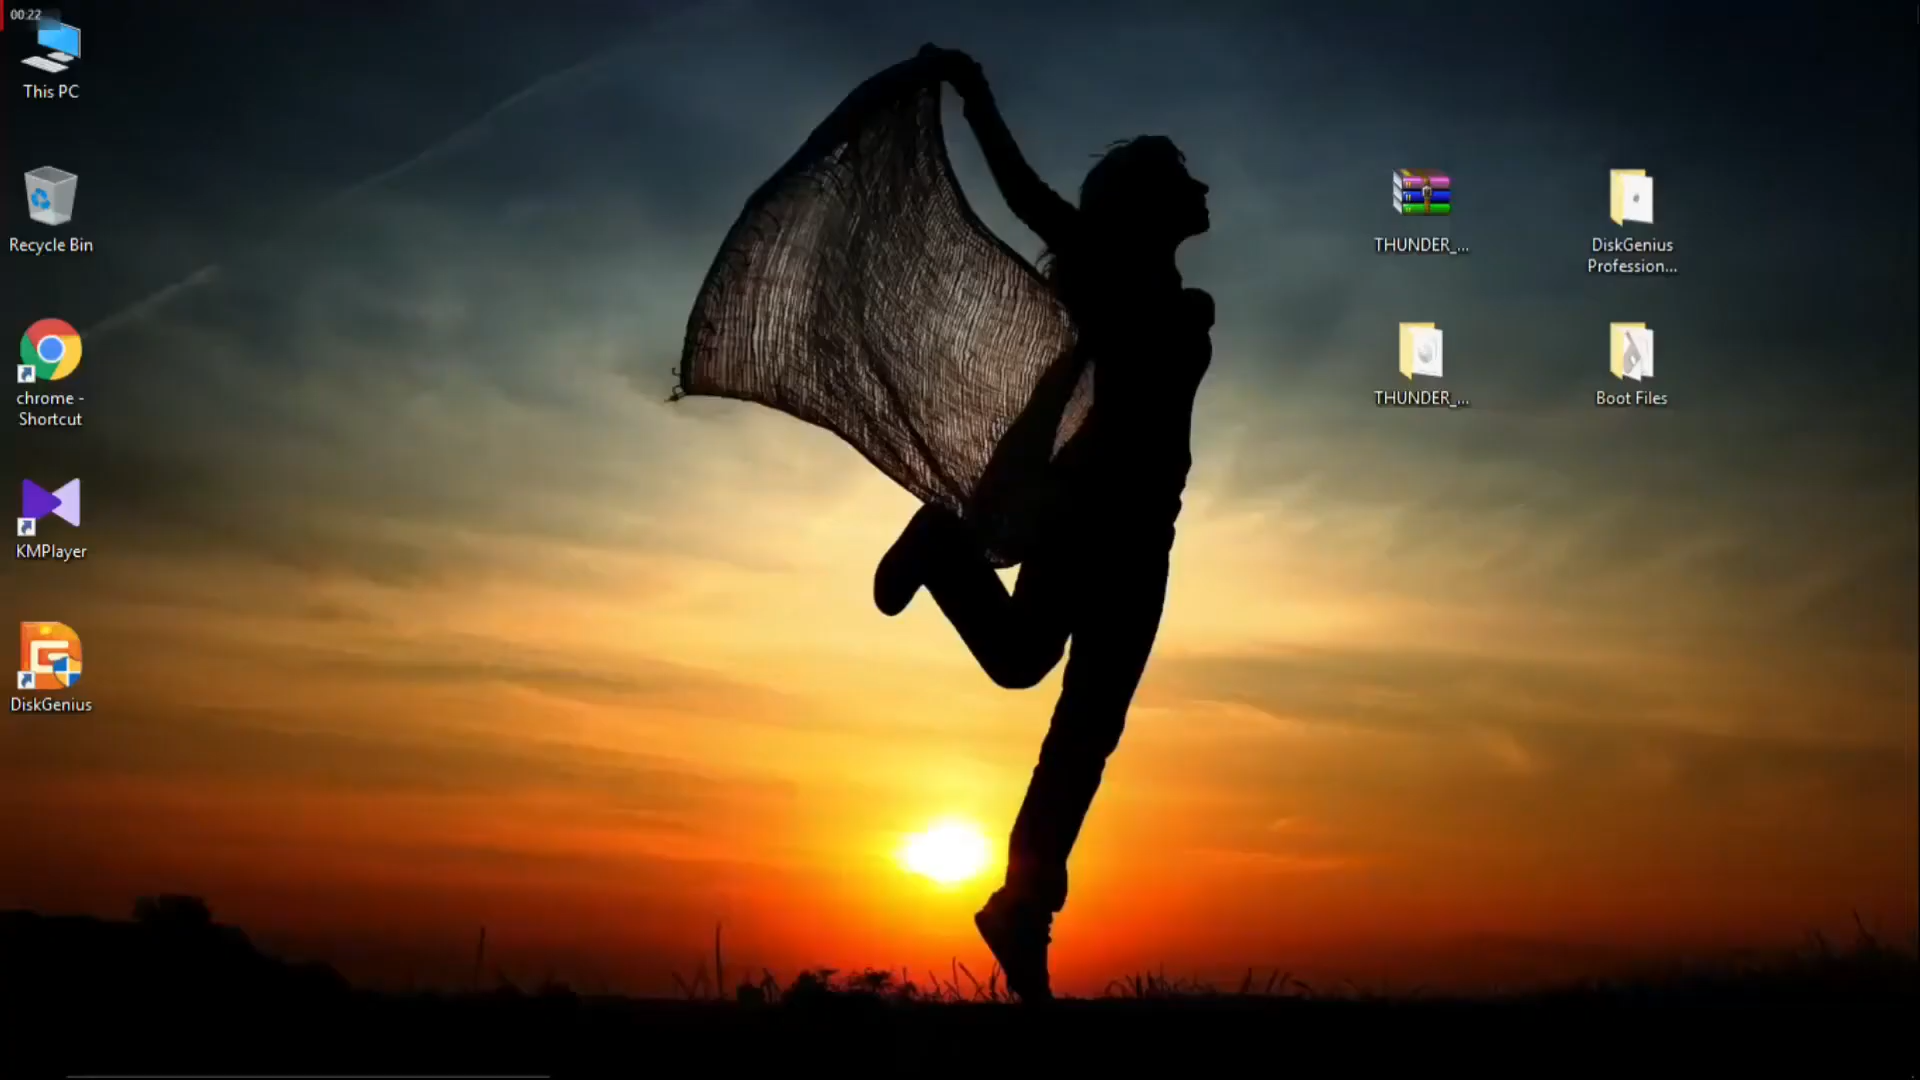 00:22
This PC
Recycle Bin
chrome -
Shortcut
KMPlayer
DiskGenius
THUNDER_...
DiskGenius
Profession...
THUNDER_...
Boot Files